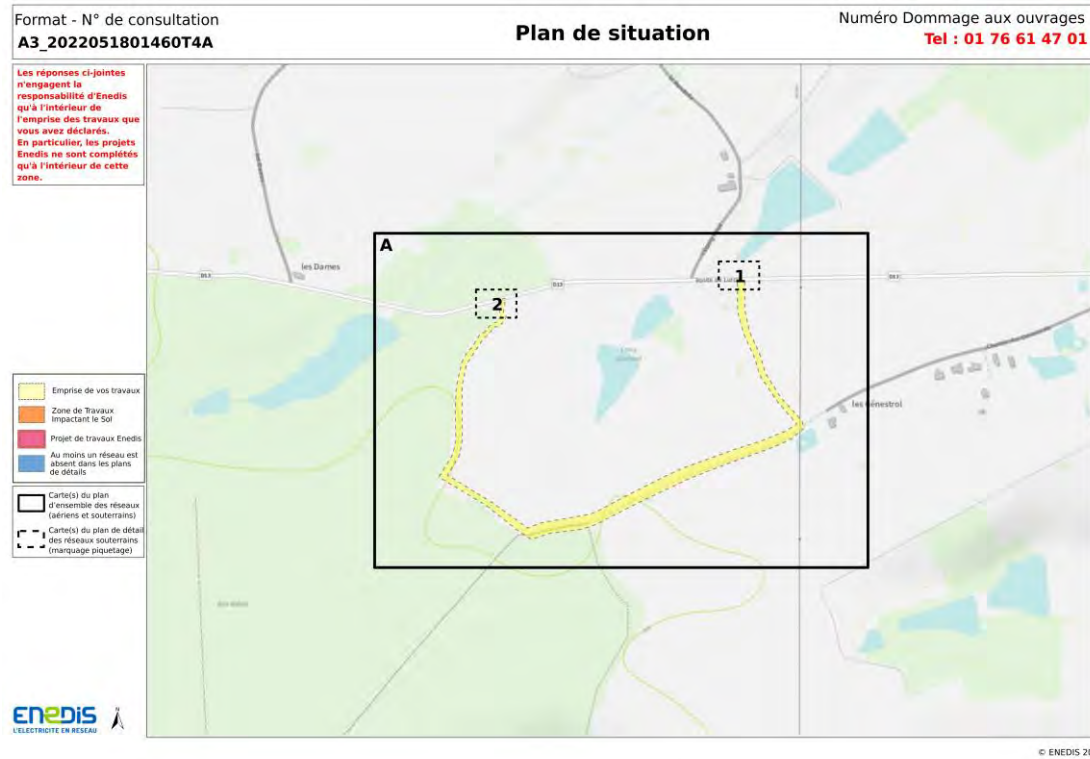 Format - N° de consultation
A3_2022051801460T4A
Plan de situation
Numéro Dommage aux ouvrages
Tel : 01 76 61 47 01
Les réponses ci-jointes
n'engagent la
responsabilité d'Enedis
qu'à l'intérieur de
l'emprise des travaux que
vous avez déclarés.
En particulier, les projets
Enedis ne sont complétés
qu'à l'intérieur de cette
zone.
A
les Dames
1
2
les Génestrol
Emprise de vos travaux
Zone de Travaux
Impactant le Sol
Projet de travaux Enedis
Au moins un réseau est
absent dans les plans
de détails
Carte(s) du plan
d'ensemble des réseaux
(aériens et souterrains)
Carte(s) du plan de détail
des réseaux souterrains
(marquage piquetage)
ENEDIS
L'ELECTRICITE EN RESEAU
N
© ENEDIS 20